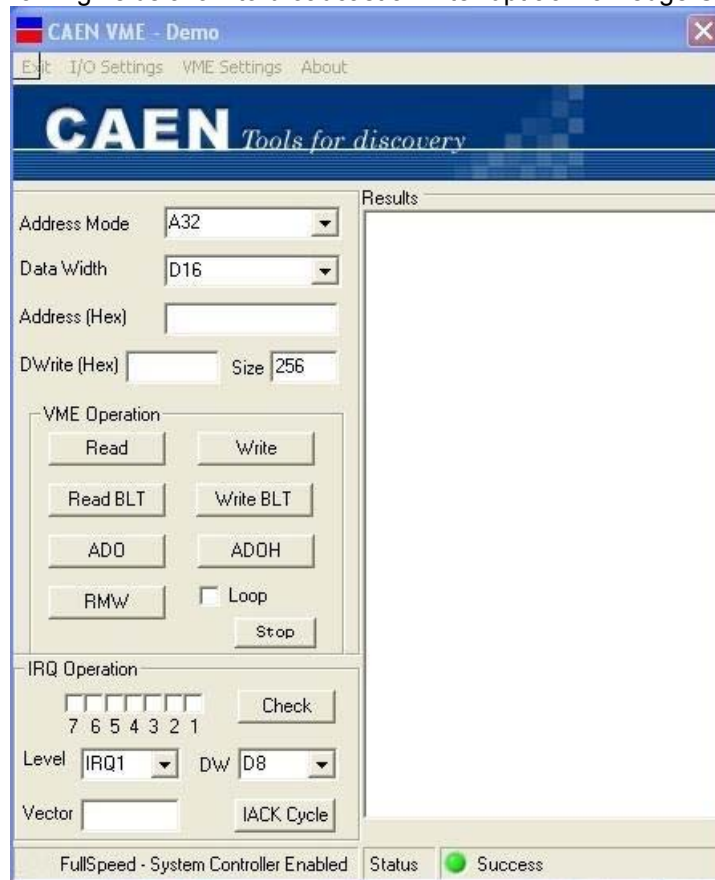 CAEN VME - Demo
Exit I/O Settings VME Settings About
CAEN Tools for discovery
Results
Address Mode A32
Data Width D16
Address (Hex)
DWrite (Hex) Size 256
VME Operation
Read Write
Read BLT Write BLT
ADO ADOH
RMW Loop
Stop
IRQ Operation
Check
7 6 5 4 3 2 1
Level IRQ1 DW D8
Vector IACK Cycle
FullSpeed - System Controller Enabled Status Success